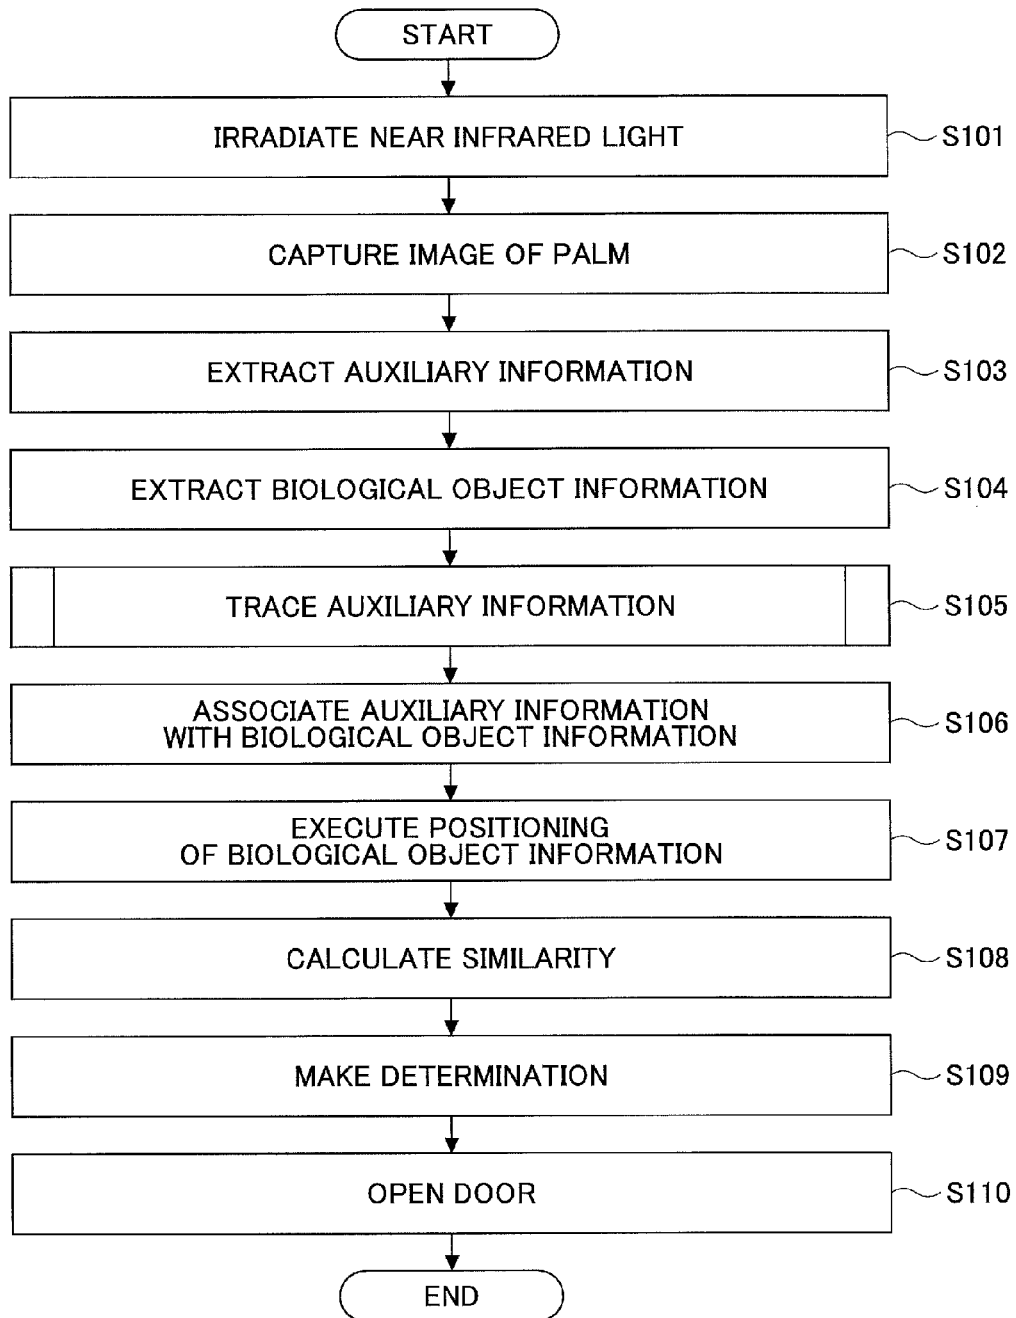 START
IRRADIATE NEAR INFRARED LIGHT
S101
CAPTURE IMAGE OF PALM
S102
EXTRACT AUXILIARY INFORMATION
S103
EXTRACT BIOLOGICAL OBJECT INFORMATION
S104
TRACE AUXILIARY INFORMATION
S105
ASSOCIATE AUXILIARY INFORMATION
WITH BIOLOGICAL OBJECT INFORMATION
S106
EXECUTE POSITIONING
OF BIOLOGICAL OBJECT INFORMATION
S107
CALCULATE SIMILARITY
S108
MAKE DETERMINATION
S109
OPEN DOOR
S110
END